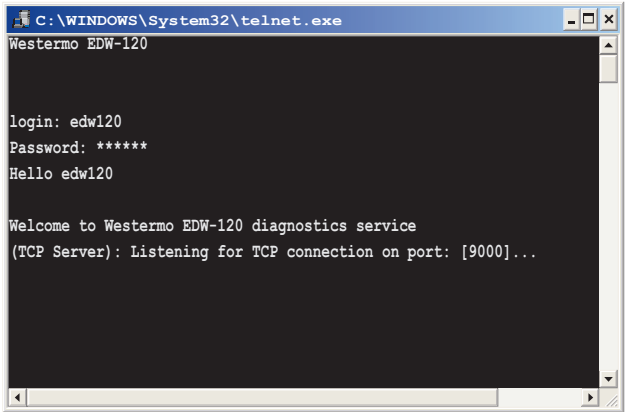 C:\WINDOWS\System32\telnet.exe
Westermo EDW-120
login: edw120
Password: ******
Hello edw120
Welcome to Westermo EDW-120 diagnostics service
(TCP Server): Listening for TCP connection on port: [9000]...